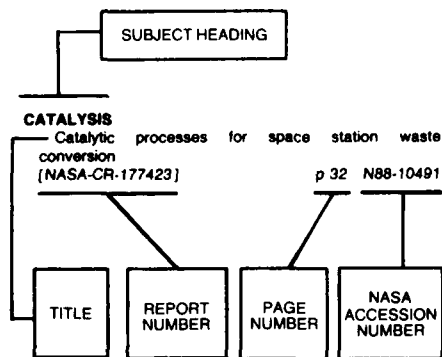 SUBJECT HEADING
CATALYSIS
Catalytic processes for space station waste
conversion
[NASA-CR-177423] p 32 N88-10491
TITLE
REPORT
NUMBER
PAGE
NUMBER
NASA
ACCESSION
NUMBER